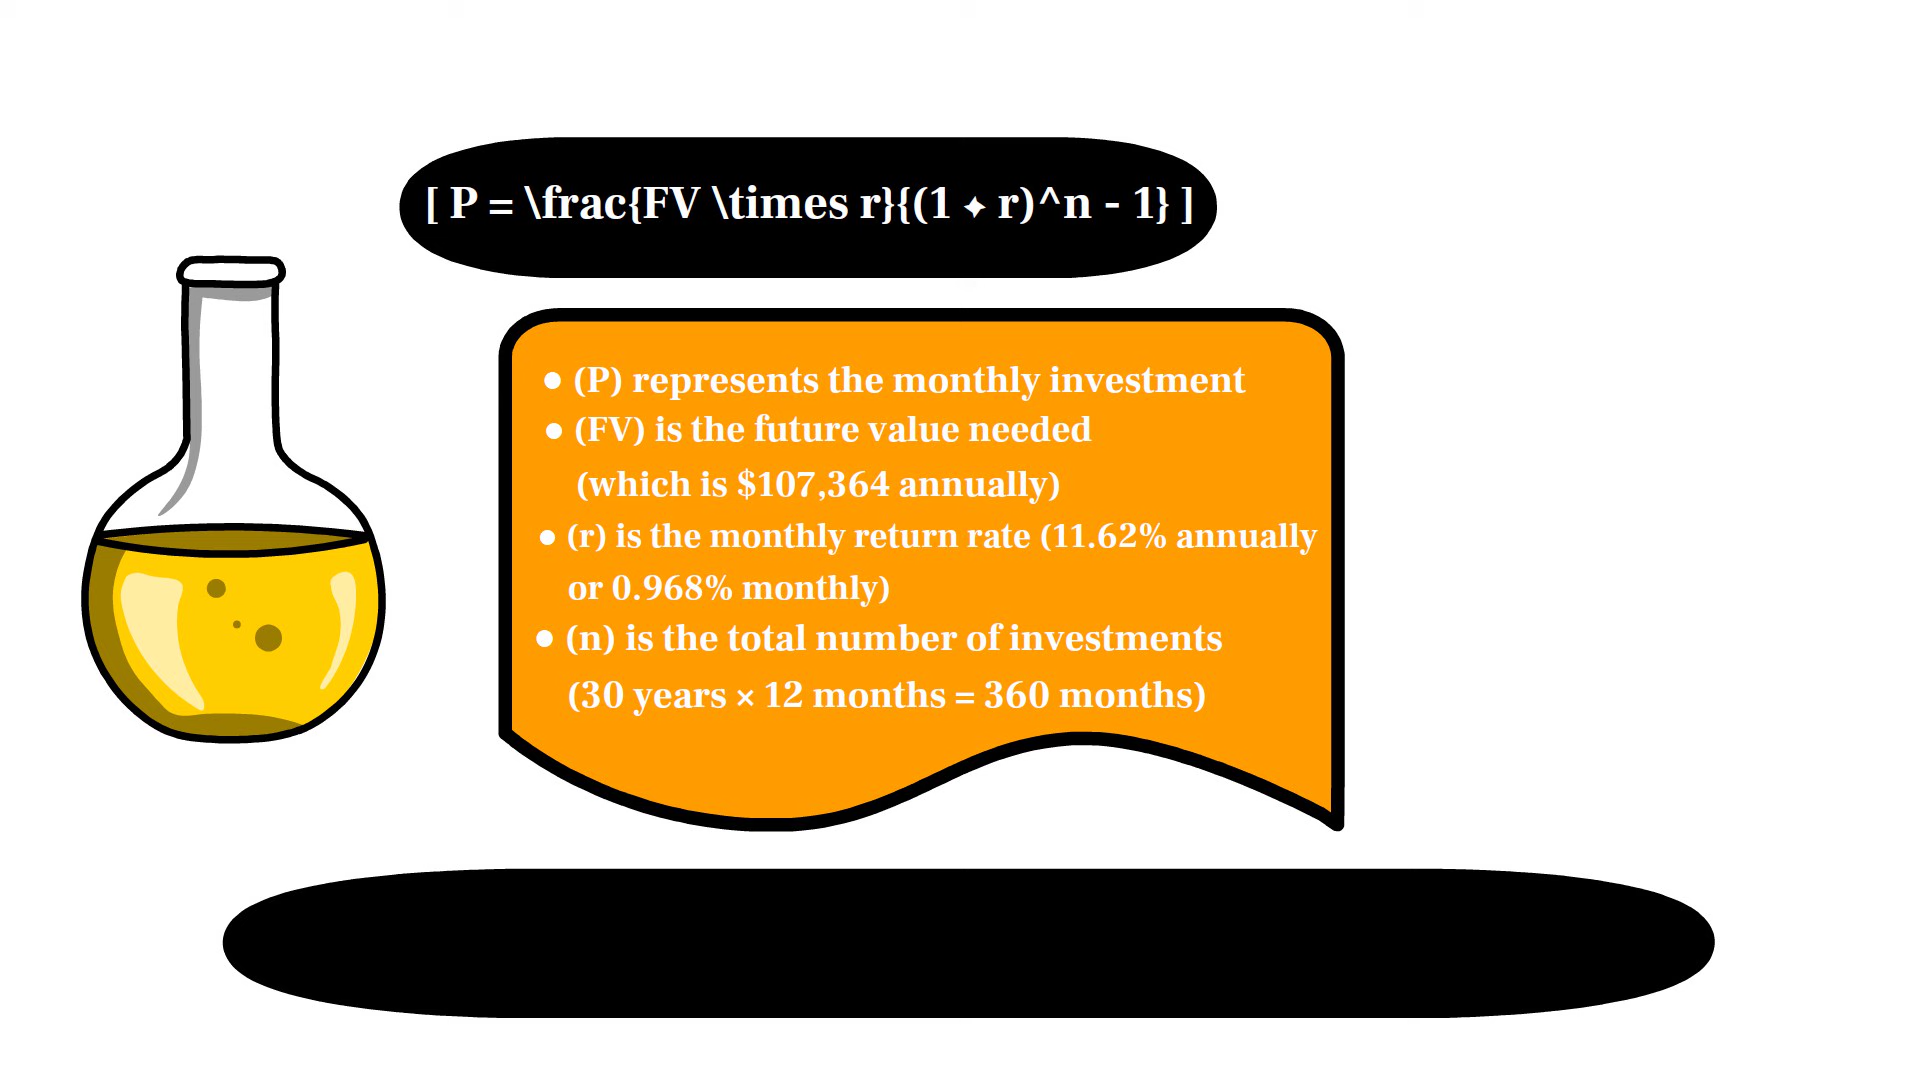 [ P = \frac{FV \times r}{(1 ✦ r)^n - 1} ]
• (P) represents the monthly investment
• (FV) is the future value needed
(which is $107,364 annually)
• (r) is the monthly return rate (11.62% annually
or 0.968% monthly)
• (n) is the total number of investments
(30 years × 12 months = 360 months)